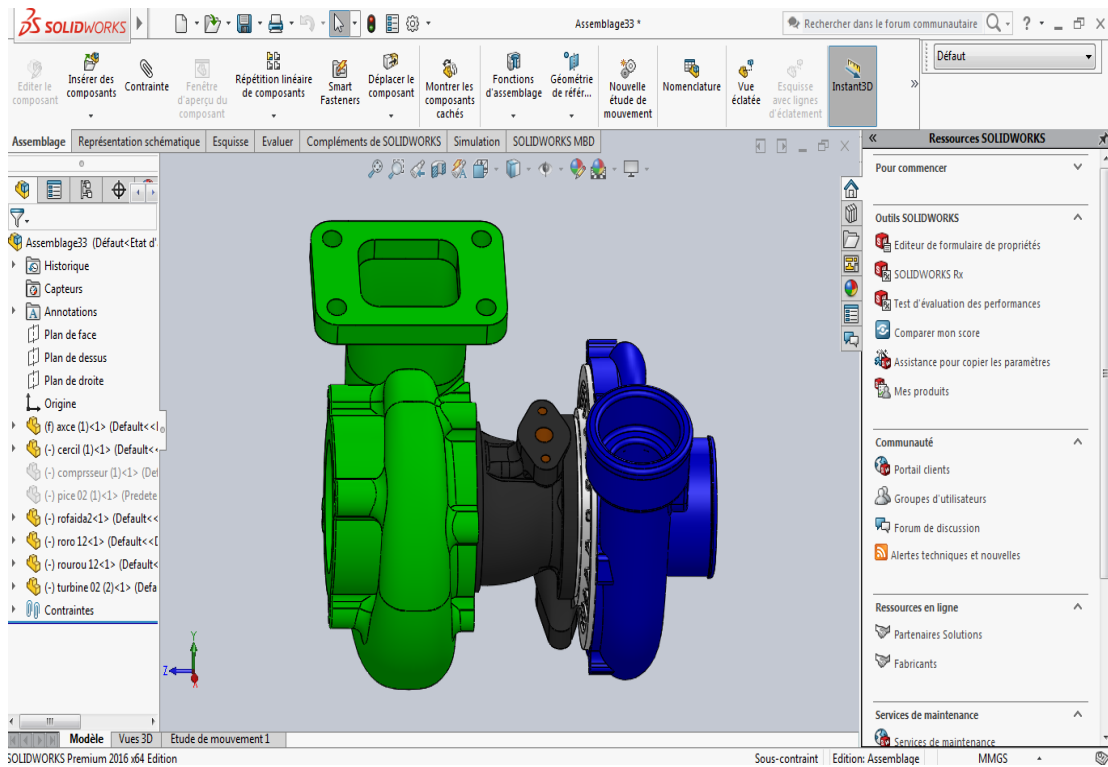 SOLIDWORKS
Assemblage33 *
Rechercher dans le forum communautaire
Editer le composant
Insérer des composants
Contrainte
Fenêtre d'aperçu du composant
Répétition linéaire de composants
Smart Fasteners
Déplacer le composant
Montrer les composants cachés
Fonctions d'assemblage
Géométrie de référ...
Nouvelle étude de mouvement
Nomenclature
Vue éclatée
Esquisse avec lignes d'éclatement
Instant3D
Défaut
Assemblage
Représentation schématique
Esquisse
Evaluer
Compléments de SOLIDWORKS
Simulation
SOLIDWORKS MBD
Assemblage33 (Défaut<Etat d'
Historique
Capteurs
Annotations
Plan de face
Plan de dessus
Plan de droite
Origine
(f) axce (1)<1> (Default<<
(-) cercil (1)<1> (Default<<
(-) comprsseur (1)<1> (Def
(-) pice 02 (1)<1> (Predete
(-) rofaida2<1> (Default<<
(-) roro 12<1> (Default<<
(-) rourou 12<1> (Default<
(-) turbine 02 (2)<1> (Defa
Contraintes
Y
Z
X
Ressources SOLIDWORKS
Pour commencer
Outils SOLIDWORKS
Editeur de formulaire de propriétés
SOLIDWORKS Rx
Test d'évaluation des performances
Comparer mon score
Assistance pour copier les paramètres
Mes produits
Communauté
Portail clients
Groupes d'utilisateurs
Forum de discussion
Alertes techniques et nouvelles
Ressources en ligne
Partenaires Solutions
Fabricants
Services de maintenance
Services de maintenance
Modèle
Vues 3D
Etude de mouvement 1
SOLIDWORKS Premium 2016 x64 Edition
Sous-contraint
Edition: Assemblage
MMGS